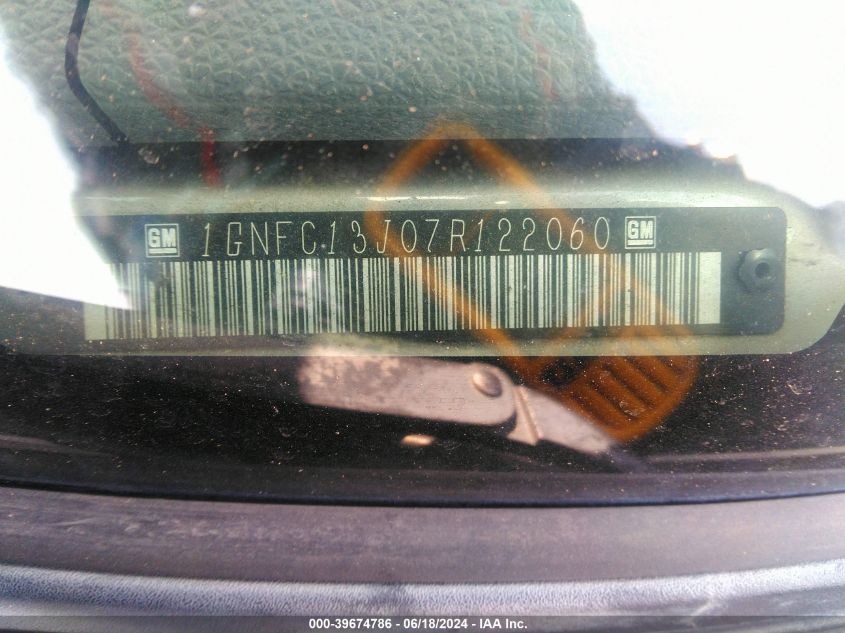 GM 1GNFC13J07R122060 GM
000-39674786 - 06/18/2024 - IAA Inc.